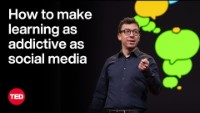 How to make
learning as
addictive as
social media
TED